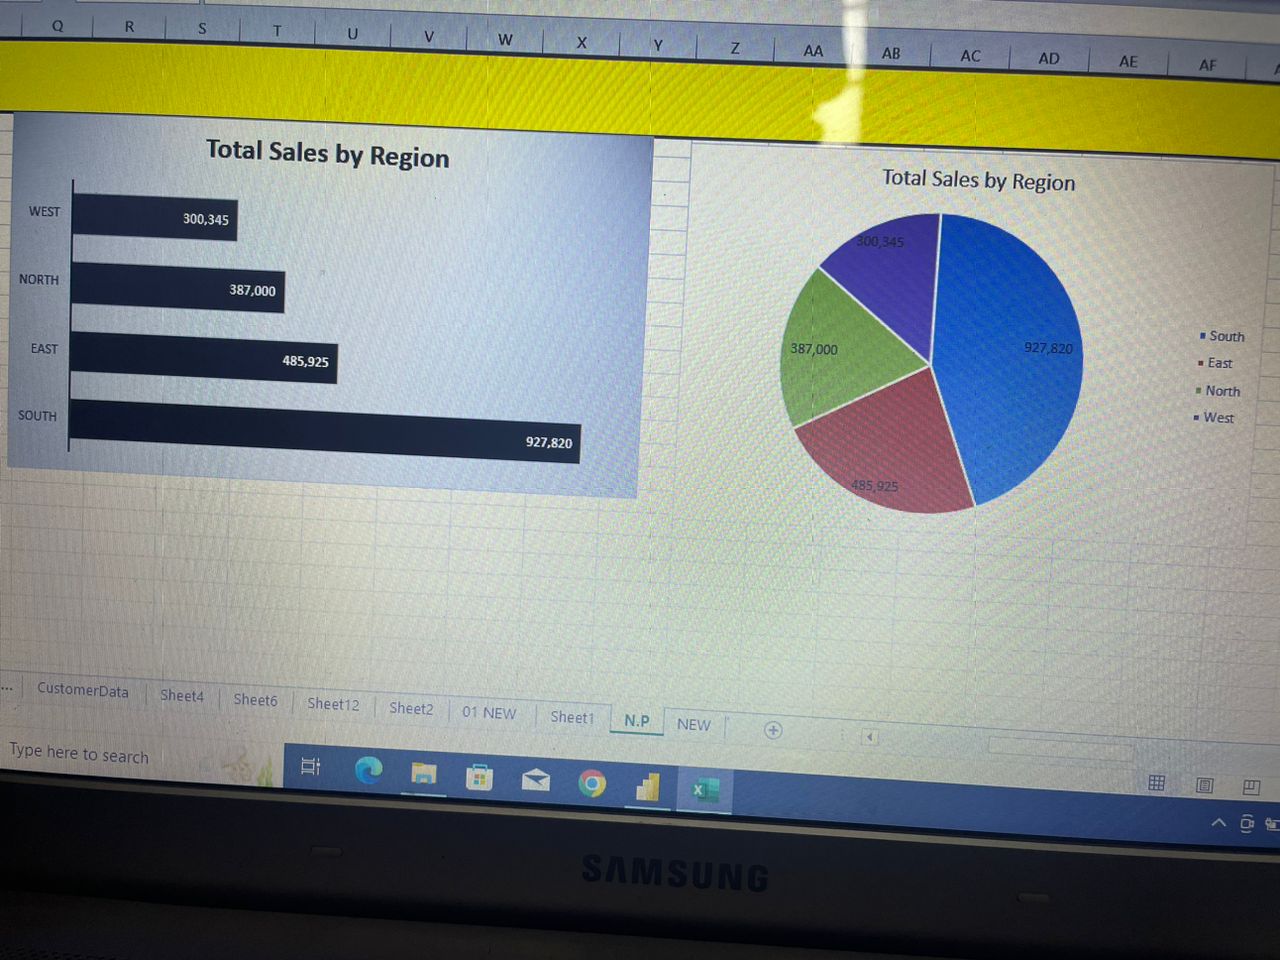 Q R S T U V W X Y Z AA AB AC AD AE AF
Total Sales by Region
WEST 300,345
NORTH 387,000
EAST 485,925
SOUTH 927,820
Total Sales by Region
300,345
927,820
387,000
485,925
South
East
North
West
... CustomerData Sheet4 Sheet6 Sheet12 Sheet2 01 NEW Sheet1 N.P NEW
Type here to search
SAMSUNG